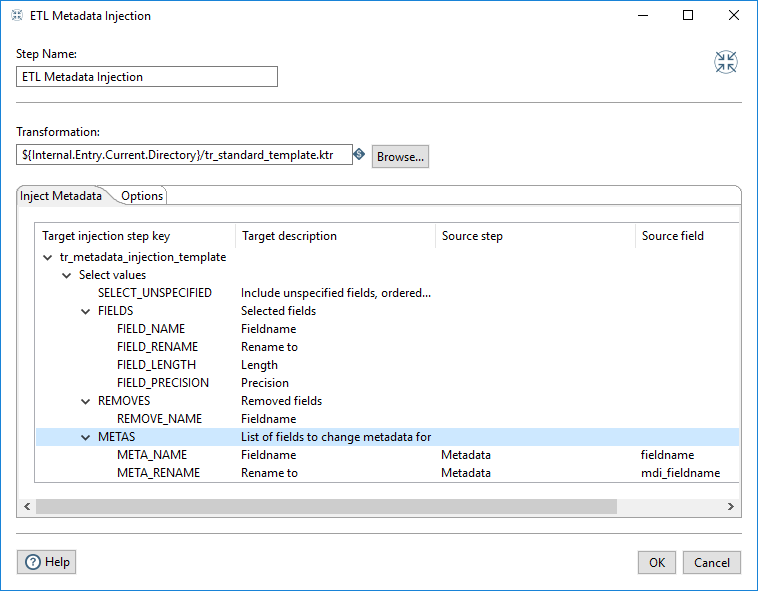 ETL Metadata Injection
Step Name:
ETL Metadata Injection
Transformation:
${Internal.Entry.Current.Directory}/tr_standard_template.ktr
Browse...
Inject Metadata Options
Target injection step key Target description Source step Source field
tr_metadata_injection_template
Select values
SELECT_UNSPECIFIED Include unspecified fields, ordered...
FIELDS Selected fields
FIELD_NAME Fieldname
FIELD_RENAME Rename to
FIELD_LENGTH Length
FIELD_PRECISION Precision
REMOVES Removed fields
REMOVE_NAME Fieldname
METAS List of fields to change metadata for
META_NAME Fieldname Metadata fieldname
META_RENAME Rename to Metadata mdi_fieldname
Help OK Cancel